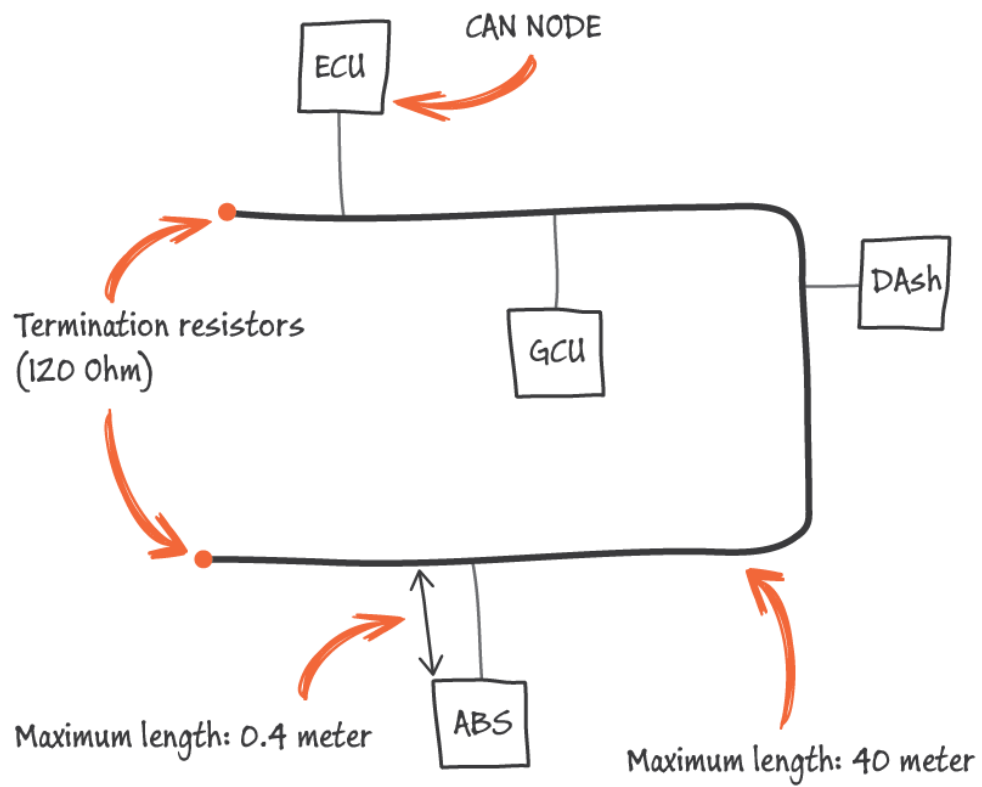 CAN NODE
ECU
DAsh
Termination resistors
(120 Ohm)
GCU
ABS
Maximum length: 0.4 meter
Maximum length: 40 meter